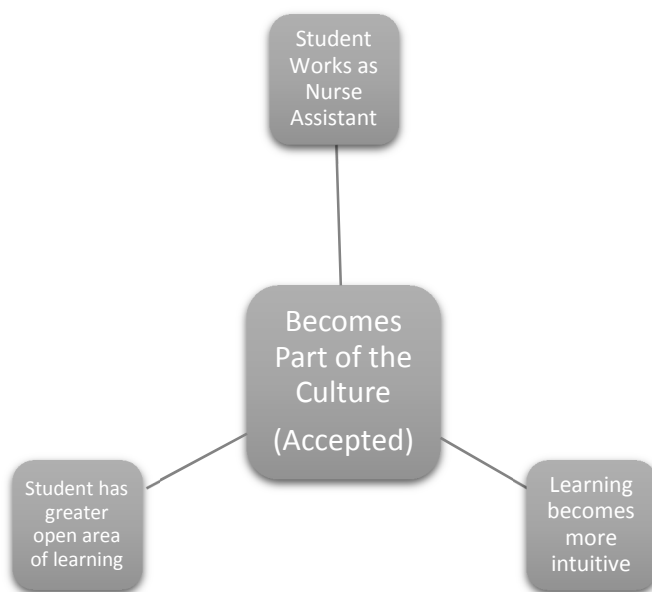 Student
Works as
Nurse
Assistant
Becomes
Part of the
Culture
(Accepted)
Student has
greater
open area
of learning
Learning
becomes
more
intuitive